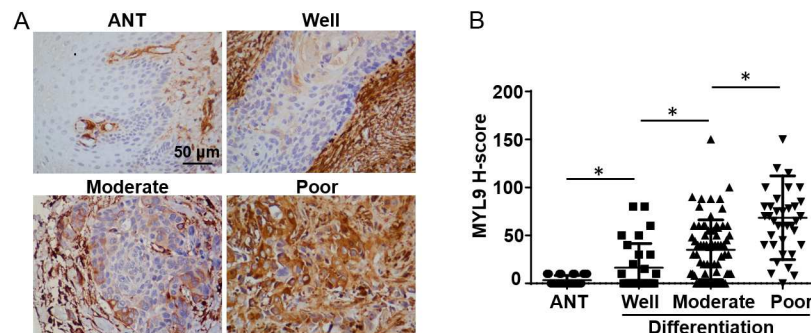 A
ANT
Well
50 µm
Moderate
Poor
B
MYL9 H-score
200
150
100
50
0
*
*
*
ANT
Well
Moderate
Poor
Differentiation